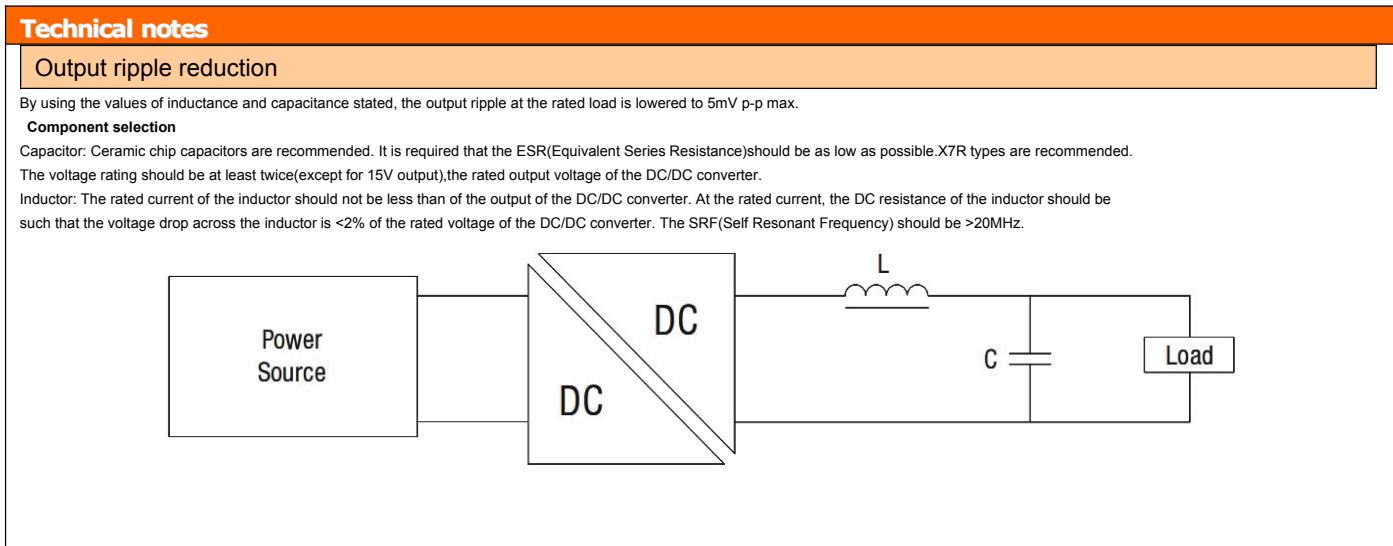 Technical notes
Output ripple reduction
By using the values of inductance and capacitance stated, the output ripple at the rated load is lowered to 5mV p-p max.
Component selection
Capacitor: Ceramic chip capacitors are recommended. It is required that the ESR(Equivalent Series Resistance)should be as low as possible.X7R types are recommended.
The voltage rating should be at least twice(except for 15V output),the rated output voltage of the DC/DC converter.
Inductor: The rated current of the inductor should not be less than of the output of the DC/DC converter. At the rated current, the DC resistance of the inductor should be
such that the voltage drop across the inductor is <2% of the rated voltage of the DC/DC converter. The SRF(Self Resonant Frequency) should be >20MHz.
Power
Source
DC
DC
L
C
Load